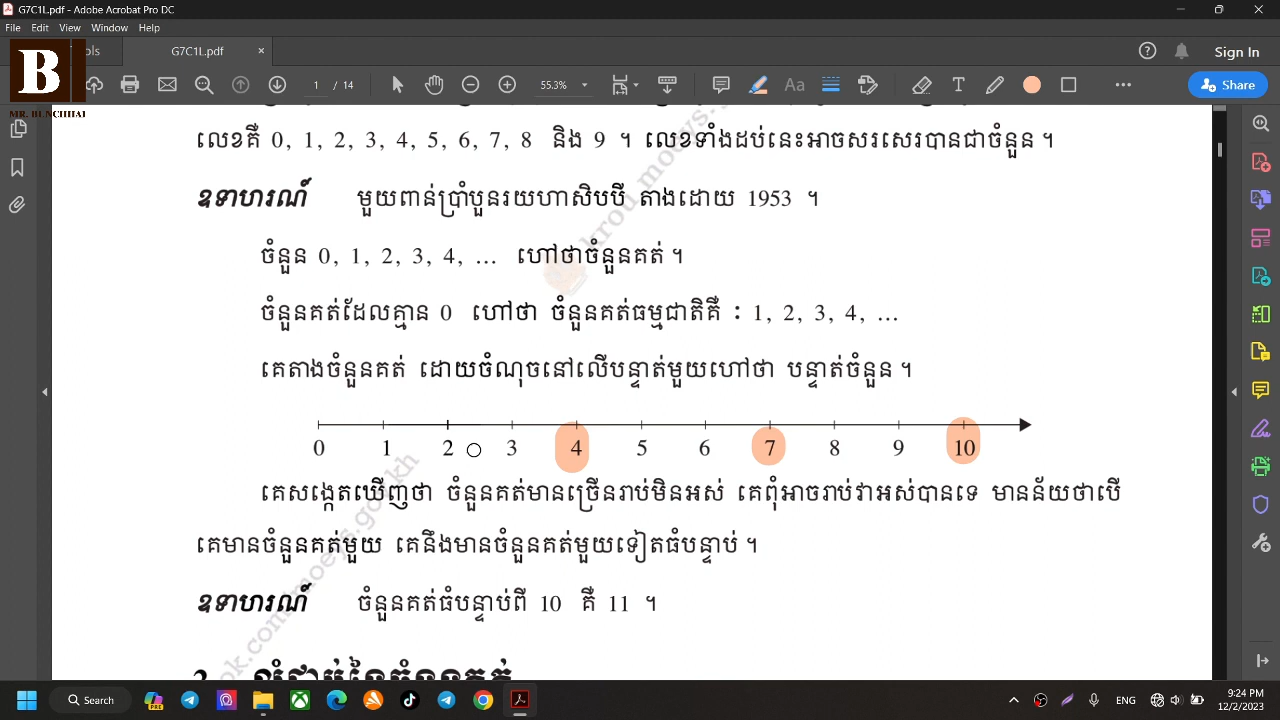 G7C1L.pdf - Adobe Acrobat Pro DC
File Edit View Window Help
B ols G7C1L.pdf × Sign In
1 / 14 55.3% Aa Share
MR. BUNCHHAI
លេខគឺ 0, 1, 2, 3, 4, 5, 6, 7, 8 និង 9 ។ លេខទាំងដប់នេះអាចសរសេរបានជាចំនួន។
ឧទាហរណ៍ មួយពាន់ប្រាំបួនរយហាសិបបី តាងដោយ 1953 ។
ចំនួន 0, 1, 2, 3, 4, ... ហៅថាចំនួនគត់។
ចំនួនគត់ដែលគ្មាន 0 ហៅថា ចំនួនគត់ធម្មជាតិគឺ : 1, 2, 3, 4, ...
គេតាងចំនួនគត់ ដោយចំណុចនៅលើបន្ទាត់មួយហៅថា បន្ទាត់ចំនួន។
0 1 2 3 4 5 6 7 8 9 10
គេសង្កេតឃើញថា ចំនួនគត់មានច្រើនរាប់មិនអស់ គេពុំអាចរាប់វាអស់បានទេ មានន័យថាបើ
គេមានចំនួនគត់មួយ គេនឹងមានចំនួនគត់មួយទៀតធំបន្ទាប់។
ឧទាហរណ៍ ចំនួនគត់ធំបន្ទាប់ពី 10 គឺ 11 ។
Search ENG 9:24 PM
12/2/2023